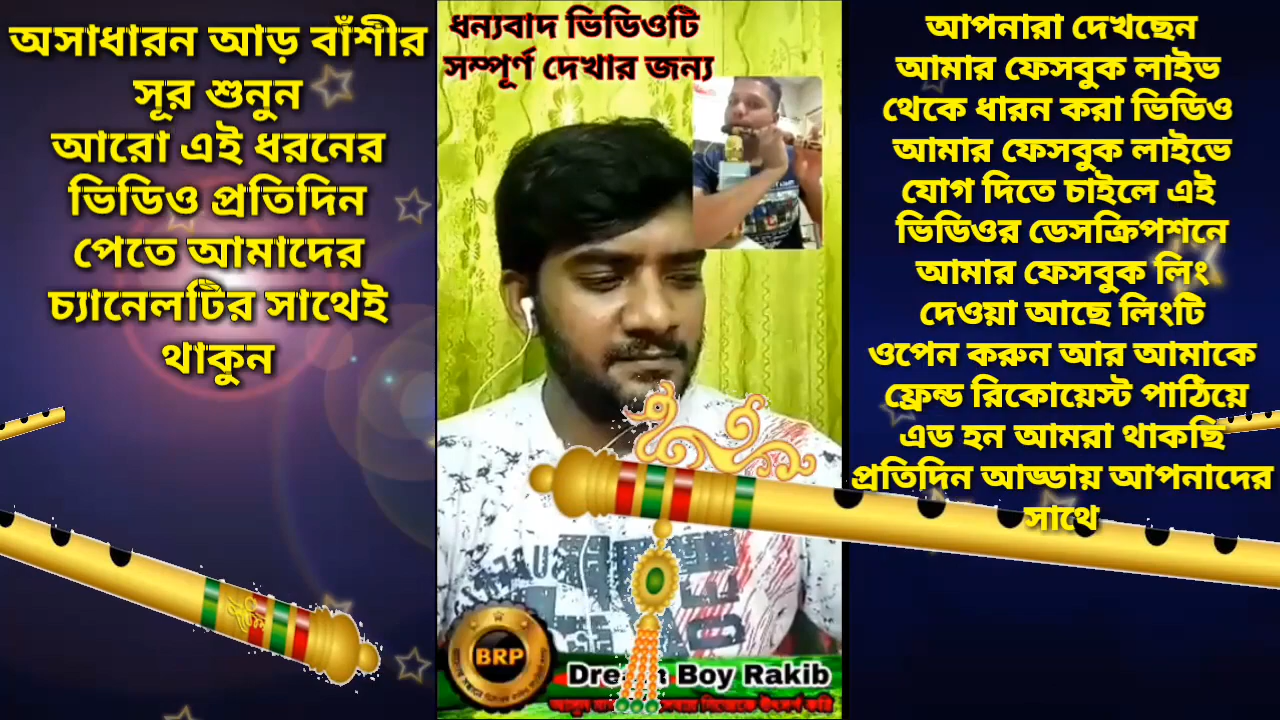 অসাধারন আড় বাঁশীর
সূর শুনুন
আরো এই ধরনের
ভিডিও প্রতিদিন
পেতে আমাদের
চ্যানেলটির সাথেই
থাকুন
ধন্যবাদ ভিডিওটি
সম্পূর্ণ দেখার জন্য
আপনারা দেখছেন
আমার ফেসবুক লাইভ
থেকে ধারন করা ভিডিও
আমার ফেসবুক লাইভে
যোগ দিতে চাইলে এই
ভিডিওর ডেসক্রিপশনে
আমার ফেসবুক লিং
দেওয়া আছে লিংটি
ওপেন করুন আর আমাকে
ফ্রেন্ড রিকোয়েস্ট পাঠিয়ে
এড হন আমরা থাকছি
প্রতিদিন আড্ডায় আপনাদের
সাথে
BRP
Boy Rakib